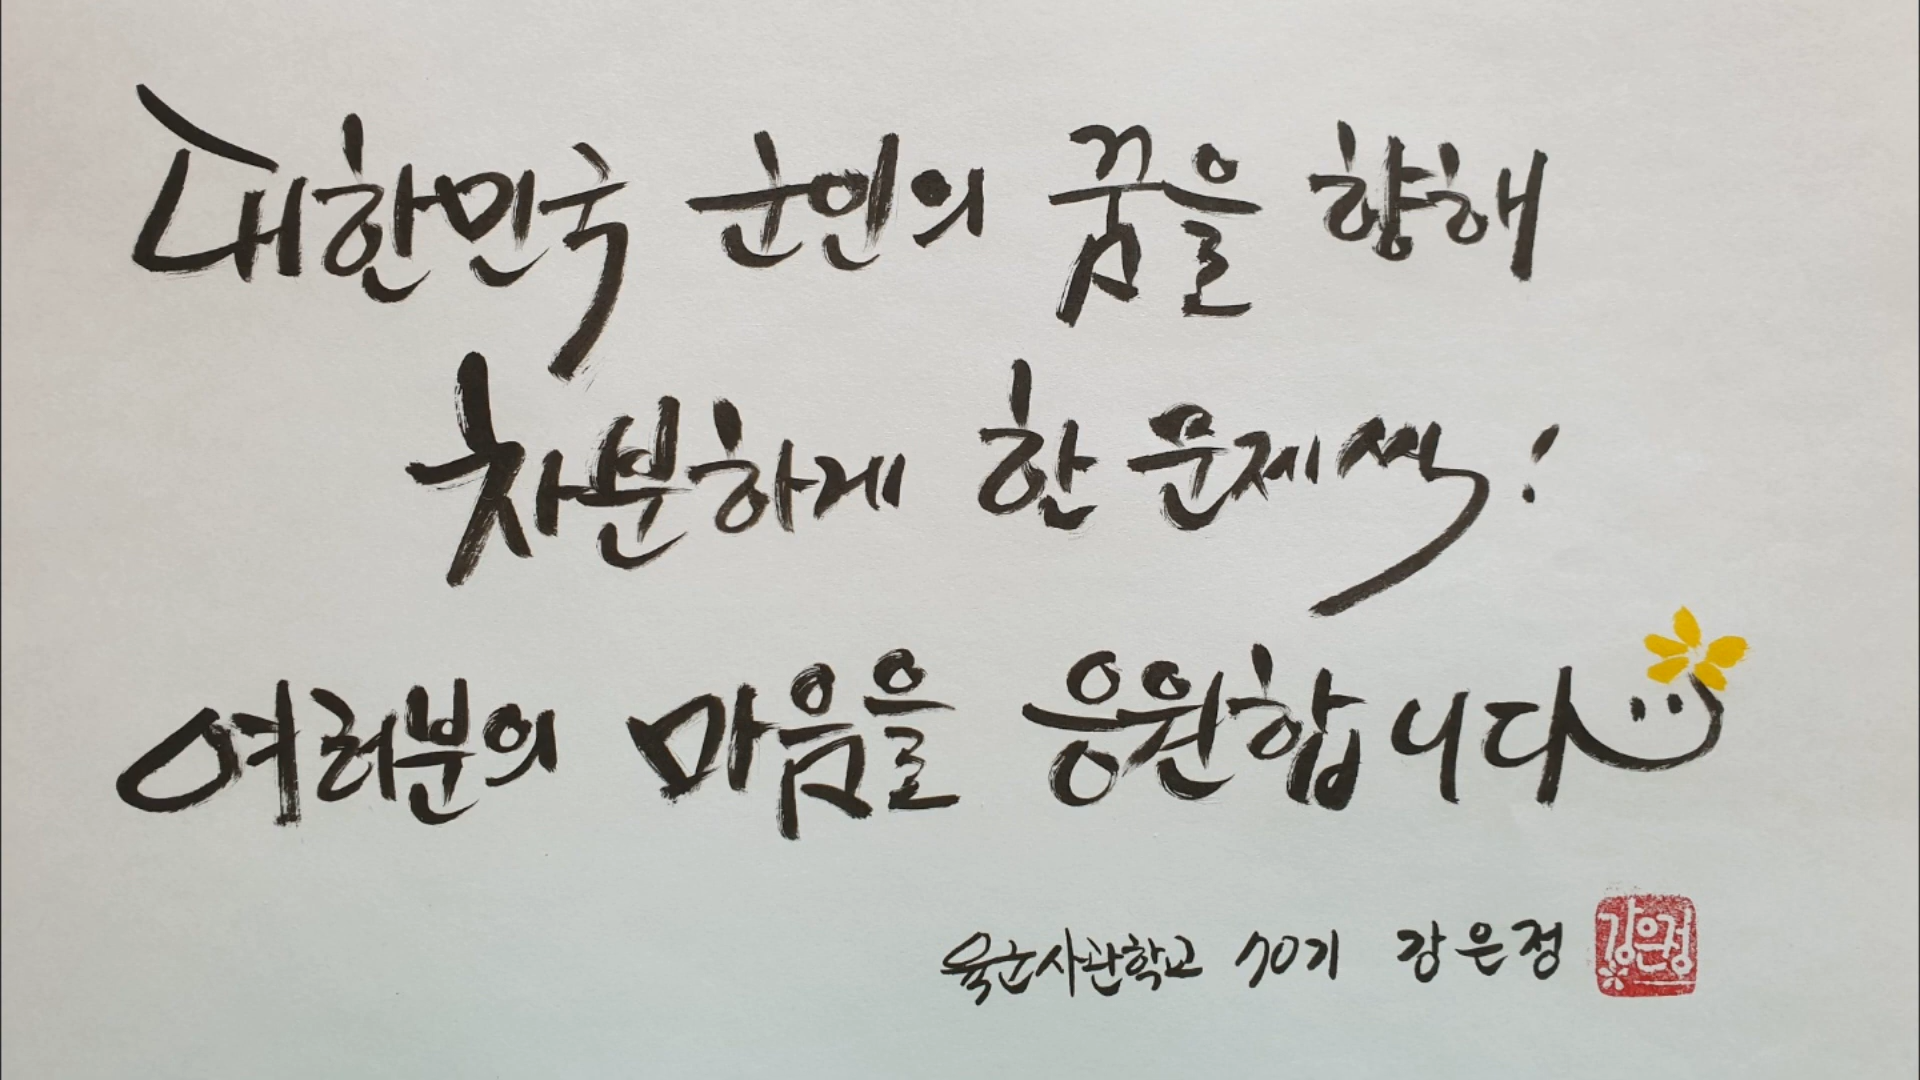 대한민국 군인의 꿈을 향해
차분하게 한 문제씩!
여러분의 마음을 응원합니다
육군사관학교 70기 강은정
강은정